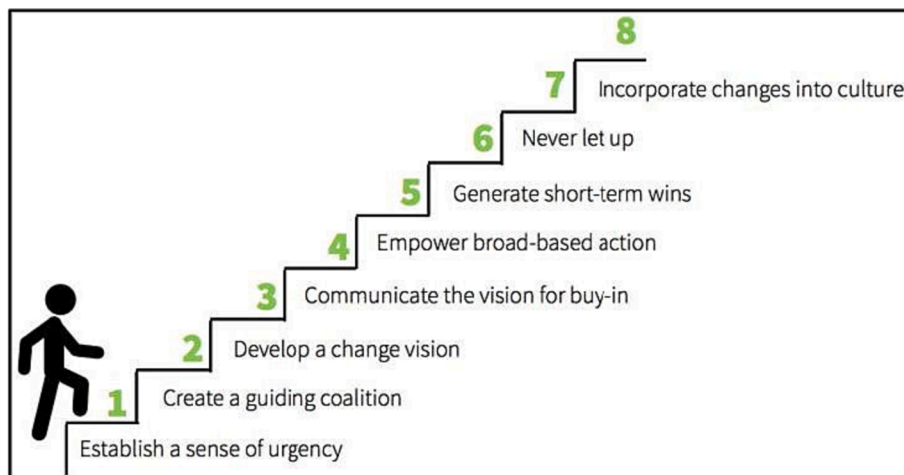 8
7
Incorporate changes into culture
6
Never let up
5
Generate short-term wins
4
Empower broad-based action
3
Communicate the vision for buy-in
2
Develop a change vision
Create a guiding coalition
1
Establish a sense of urgency